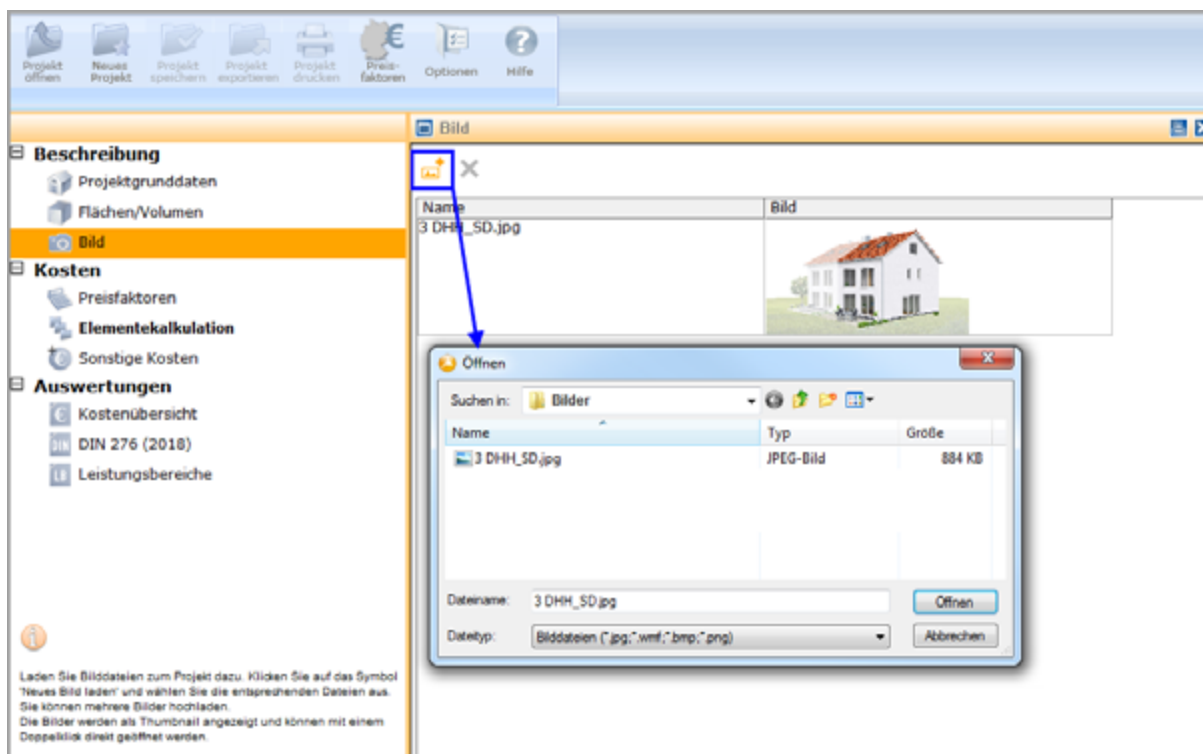 Projekt öffnen
Neues Projekt
Projekt speichern
Projekt exportieren
Projekt drucken
Preis-faktoren
Optionen
Hilfe
Bild
Beschreibung
Projektgrunddaten
Flächen/Volumen
Bild
Kosten
Preisfaktoren
Elementekalkulation
Sonstige Kosten
Auswertungen
Kostenübersicht
DIN 276 (2018)
Leistungsbereiche
Laden Sie Bilddateien zum Projekt dazu. Klicken Sie auf das Symbol
'Neues Bild laden' und wählen Sie die entsprechenden Dateien aus.
Sie können mehrere Bilder hochladen.
Die Bilder werden als Thumbnail angezeigt und können mit einem
Doppelklick direkt geöffnet werden.
Name Bild
3 DHH_SD.jpg
Öffnen
Suchen in: Bilder
Name Typ Größe
3 DHH_SD.jpg JPEG-Bild 884 KB
Dateiname: 3 DHH_SD.jpg Öffnen
Dateityp: Bilddateien (*.jpg;*.wmf;*.bmp;*.png) Abbrechen